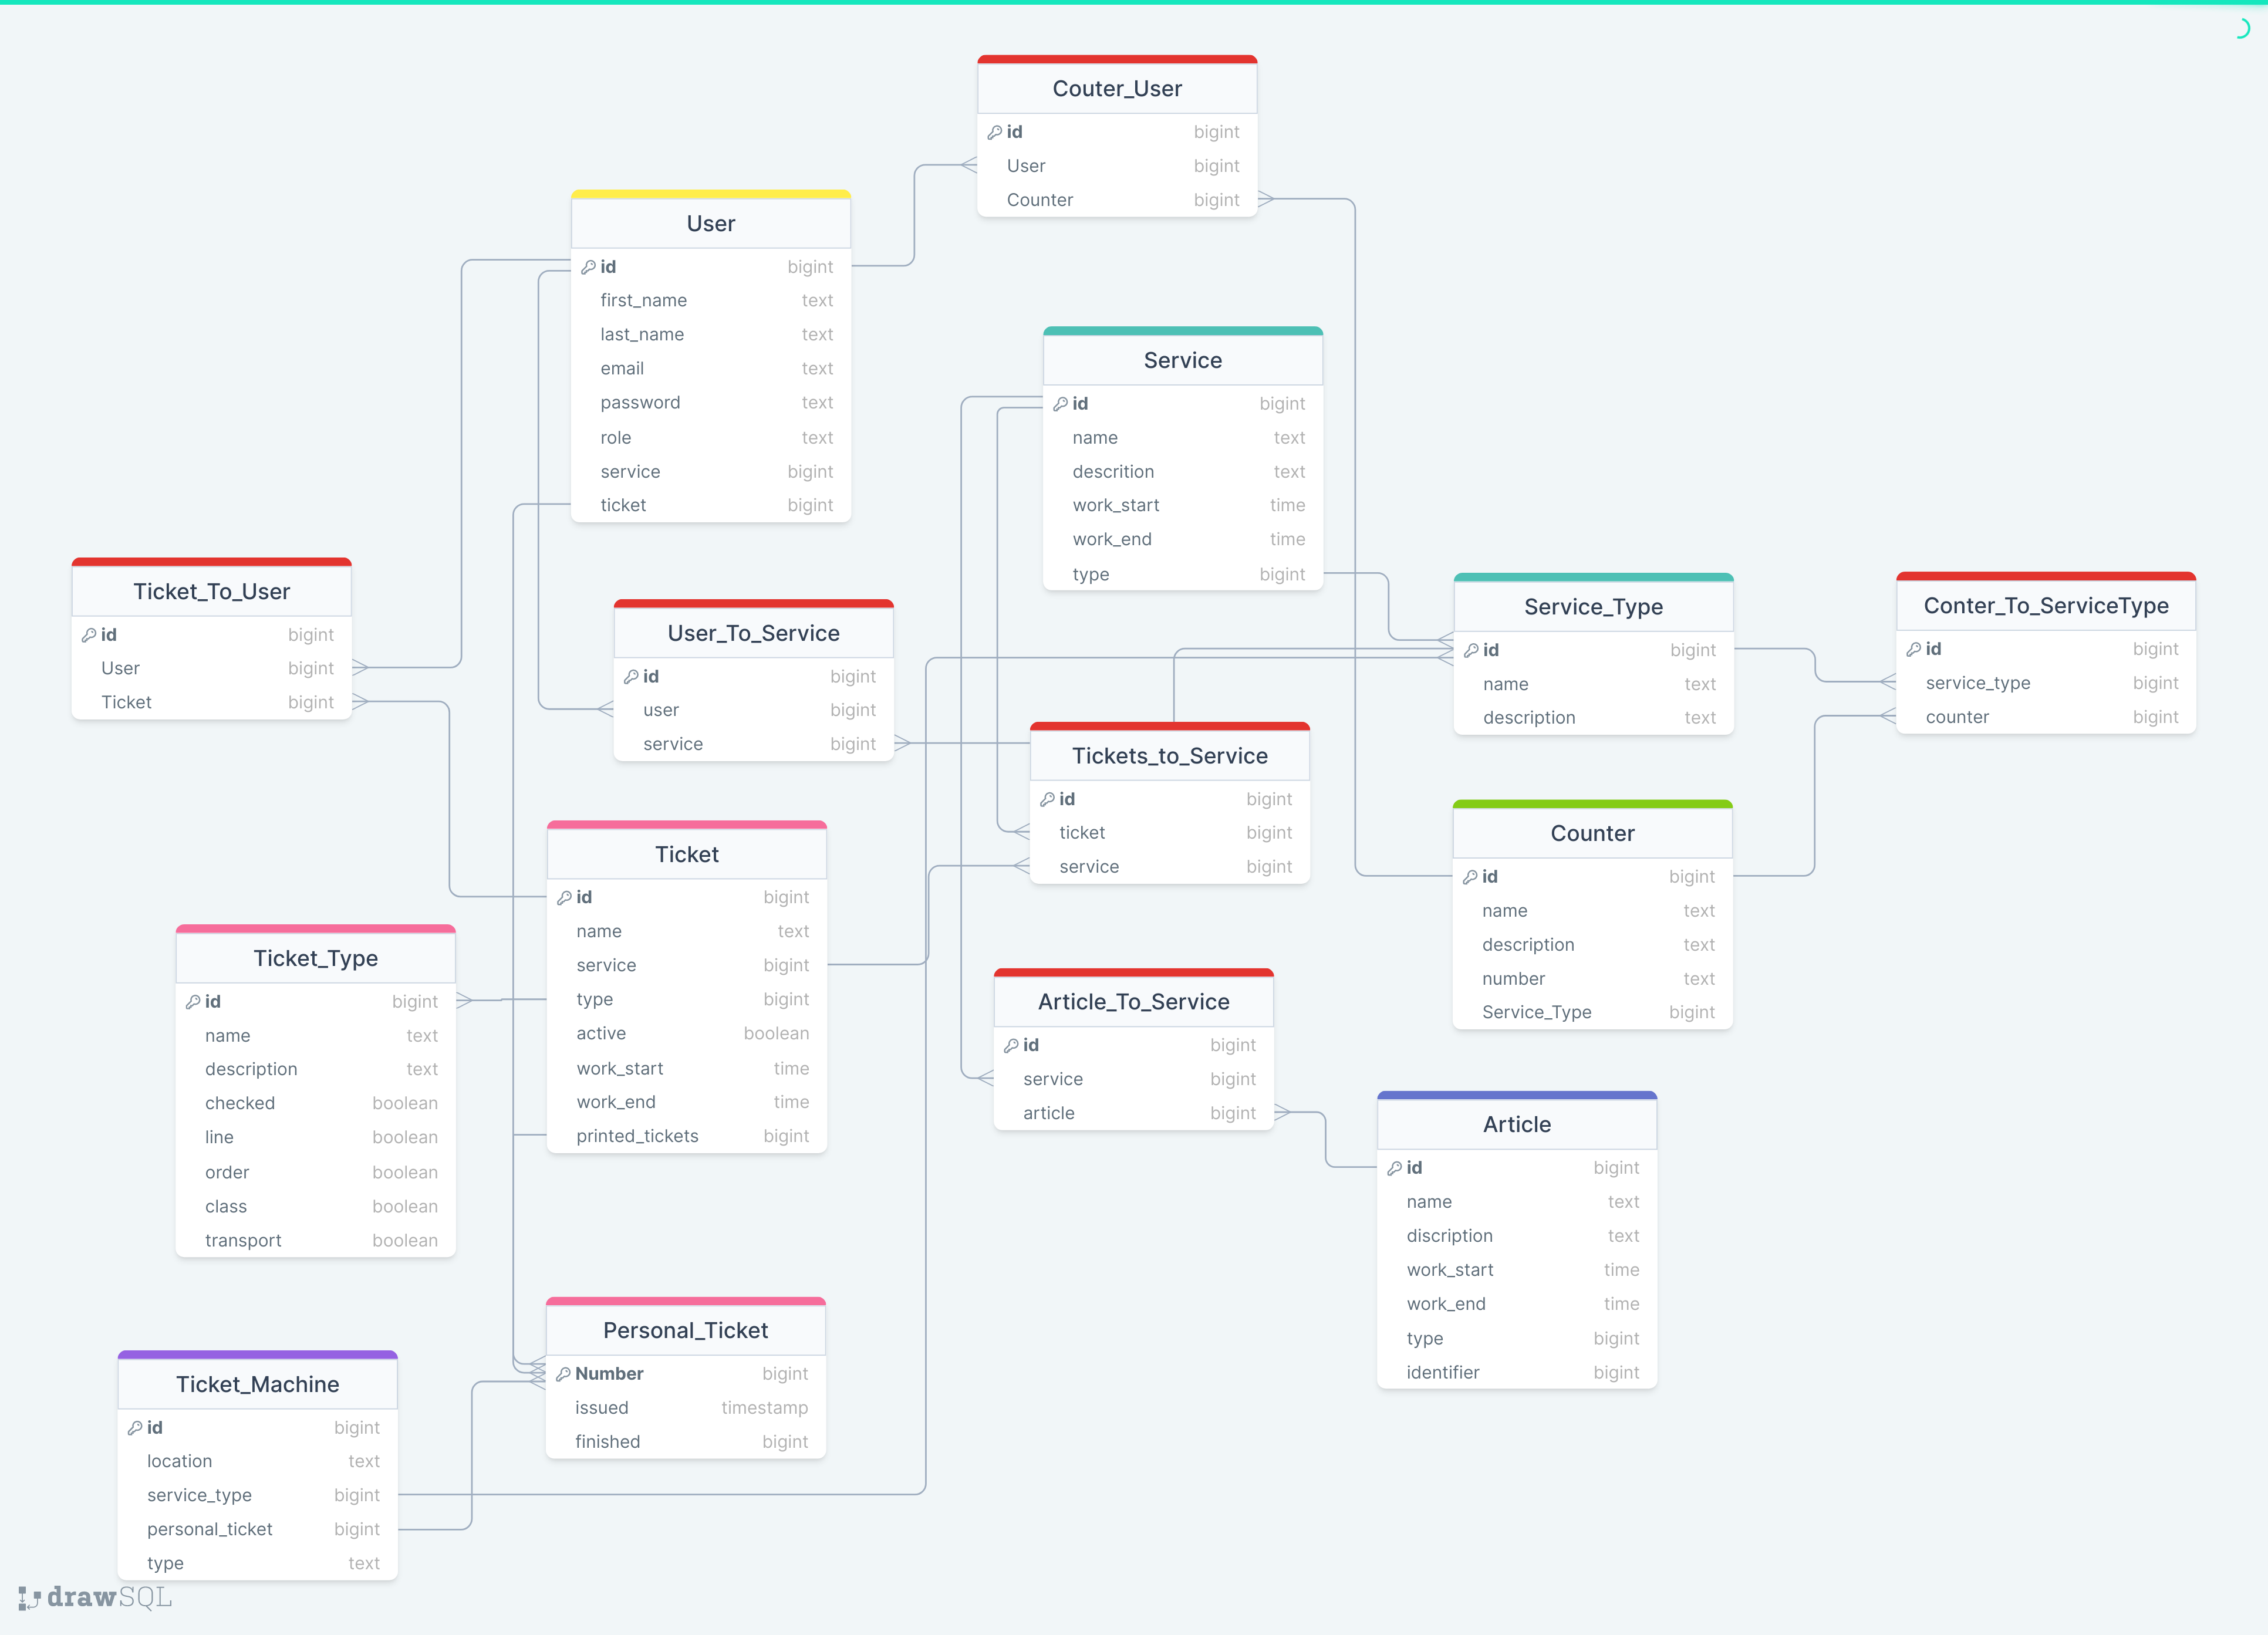 Couter_User
id bigint
User bigint
Counter bigint
User
id bigint
first_name text
last_name text
email text
password text
role text
service bigint
ticket bigint
Service
id bigint
name text
descrition text
work_start time
work_end time
type bigint
Ticket_To_User
id bigint
User bigint
Ticket bigint
User_To_Service
id bigint
user bigint
service bigint
Service_Type
id bigint
name text
description text
Conter_To_ServiceType
id bigint
service_type bigint
counter bigint
Tickets_to_Service
id bigint
ticket bigint
service bigint
Counter
id bigint
name text
description text
number text
Service_Type bigint
Ticket
id bigint
name text
service bigint
type bigint
active boolean
work_start time
work_end time
printed_tickets bigint
Ticket_Type
id bigint
name text
description text
checked boolean
line boolean
order boolean
class boolean
transport boolean
Article_To_Service
id bigint
service bigint
article bigint
Article
id bigint
name text
discription text
work_start time
work_end time
type bigint
identifier bigint
Personal_Ticket
Number bigint
issued timestamp
finished bigint
Ticket_Machine
id bigint
location text
service_type bigint
personal_ticket bigint
type text
drawSQL